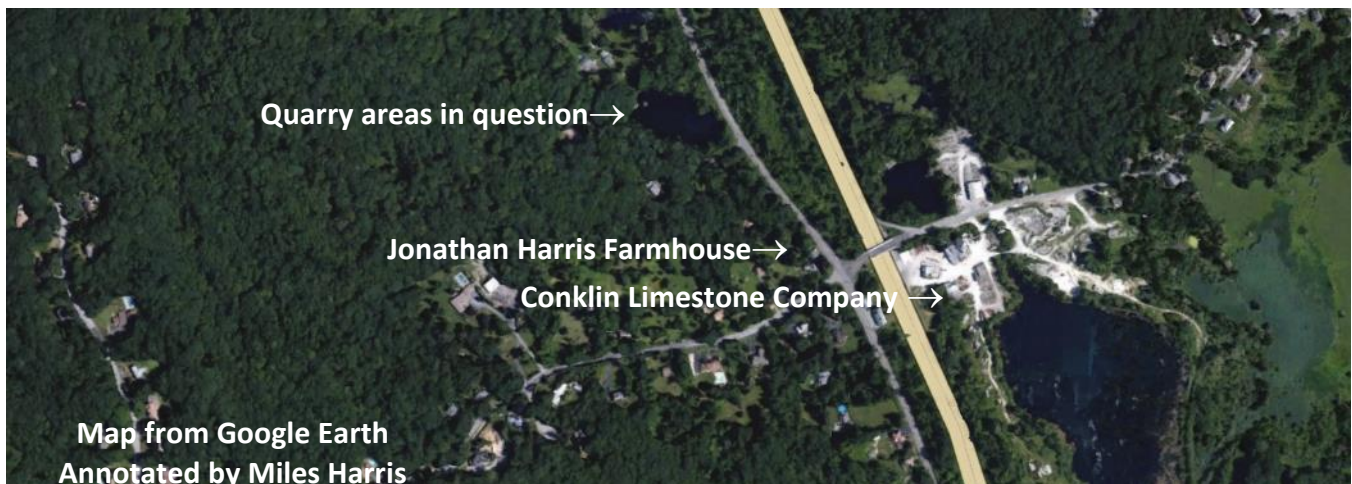 Quarry areas in question→
Jonathan Harris Farmhouse→
Conklin Limestone Company →
Map from Google Earth
Annotated by Miles Harris